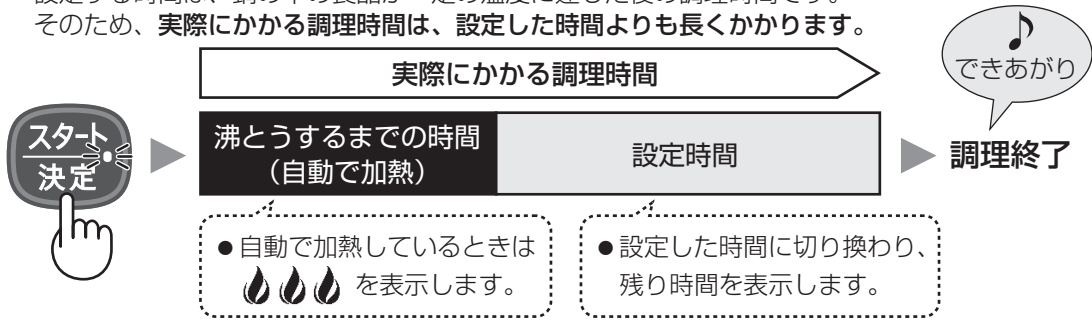 そのため、実際にかかる調理時間は、設定した時間よりも長くかかります。
実際にかかる調理時間
♪
できあがり
スタート
決定
沸とうするまでの時間
（自動で加熱）
設定時間
調理終了
●自動で加熱しているときは
を表示します。
●設定した時間に切り換わり、
残り時間を表示します。